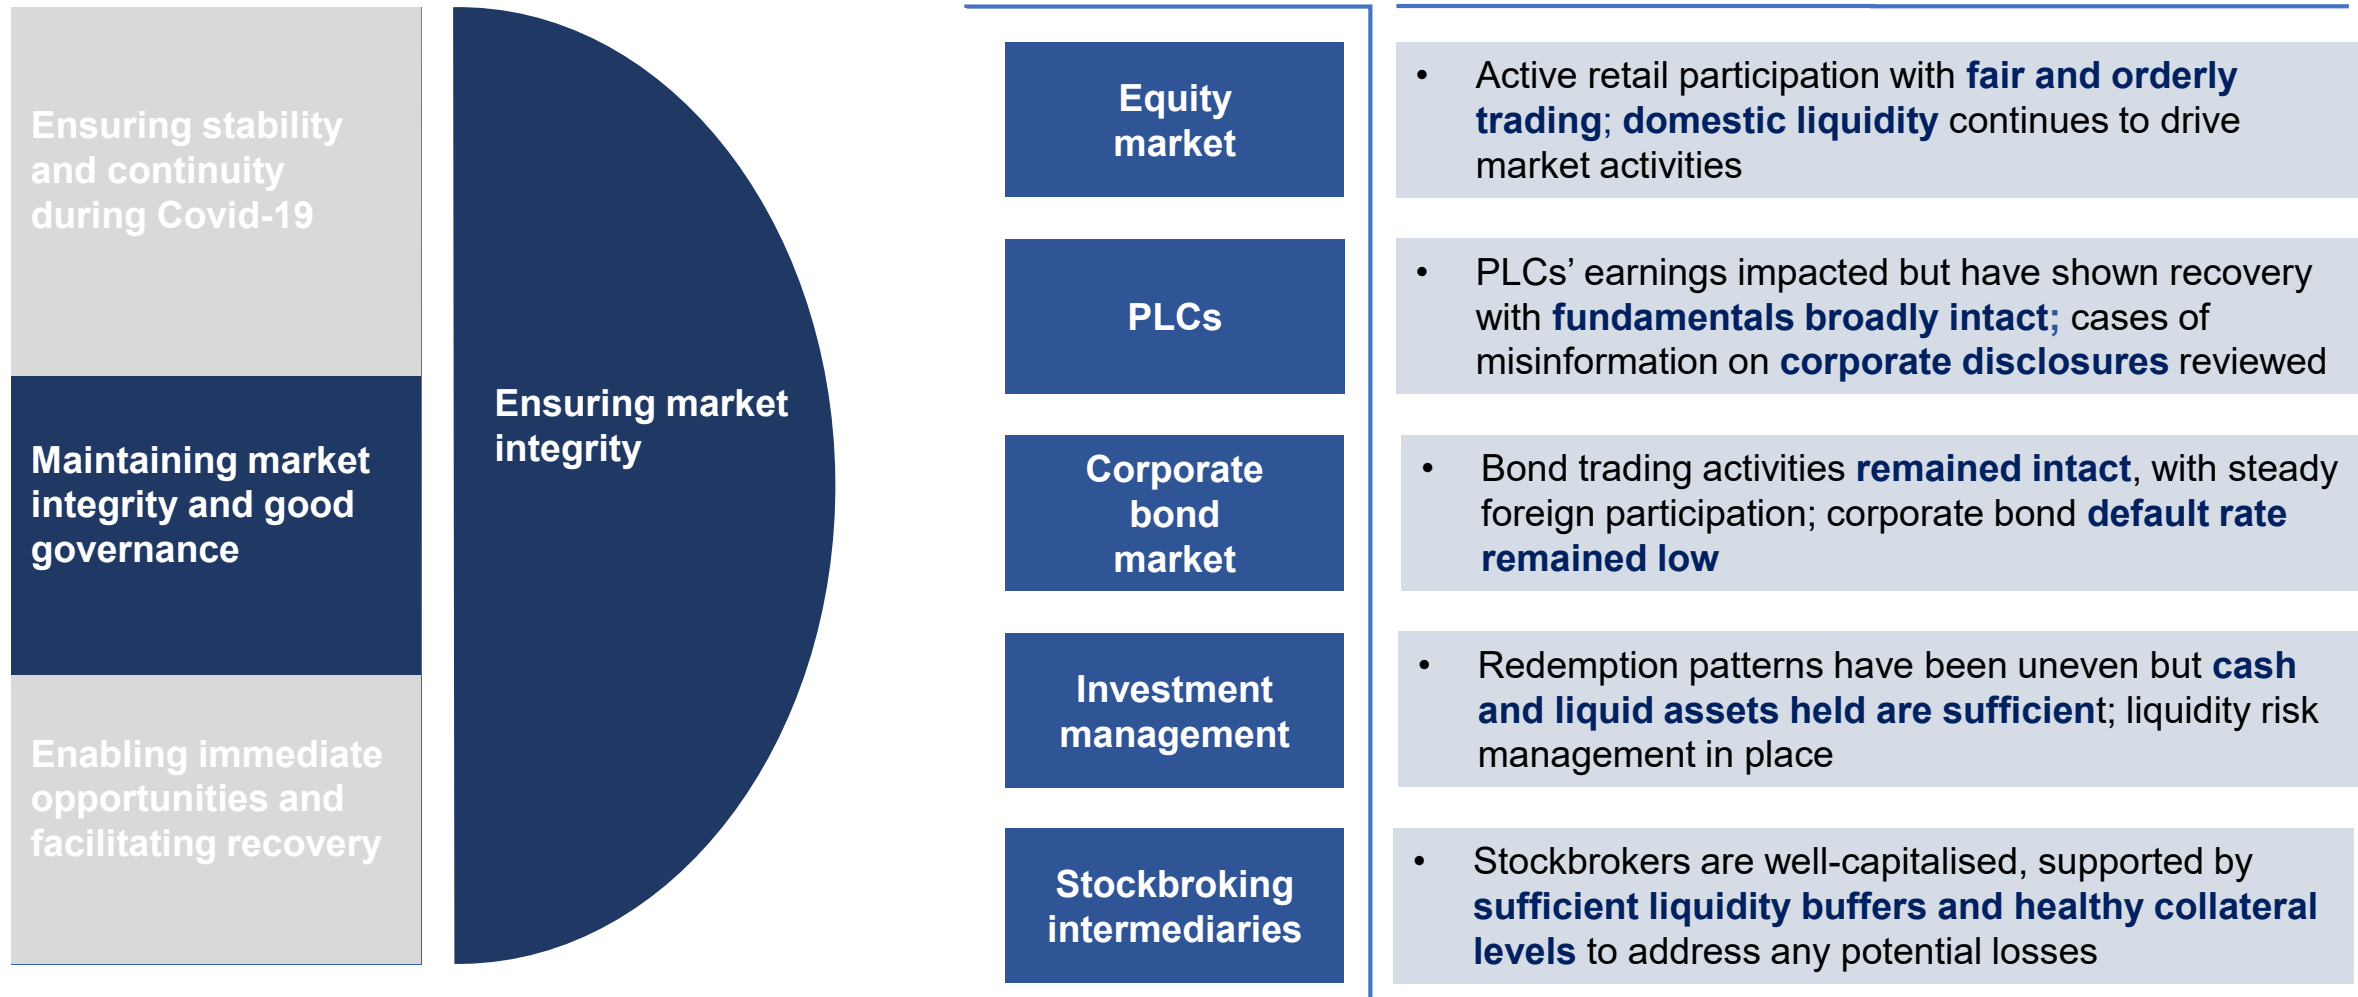 Ensuring stability
and continuity
during Covid-19
Maintaining market
integrity and good
governance
Enabling immediate
opportunities and
facilitating recovery
Ensuring market
integrity
Equity
market
• Active retail participation with fair and orderly
trading; domestic liquidity continues to drive
market activities
PLCs
• PLCs’ earnings impacted but have shown recovery
with fundamentals broadly intact; cases of
misinformation on corporate disclosures reviewed
Corporate
bond
market
• Bond trading activities remained intact, with steady
foreign participation; corporate bond default rate
remained low
Investment
management
• Redemption patterns have been uneven but cash
and liquid assets held are sufficient; liquidity risk
management in place
Stockbroking
intermediaries
• Stockbrokers are well-capitalised, supported by
sufficient liquidity buffers and healthy collateral
levels to address any potential losses